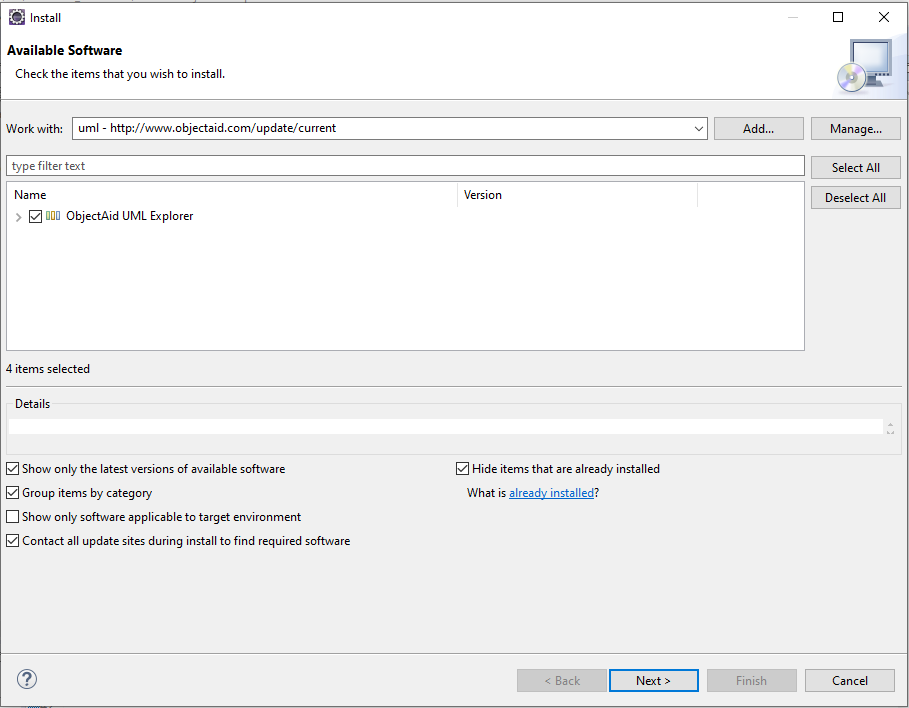 Install
Available Software
Check the items that you wish to install.
Work with: uml - http://www.objectaid.com/update/current Add... Manage...
type filter text Select All
Name Version Deselect All
ObjectAid UML Explorer
4 items selected
Details
Show only the latest versions of available software Hide items that are already installed
Group items by category What is already installed?
Show only software applicable to target environment
Contact all update sites during install to find required software
? < Back Next > Finish Cancel